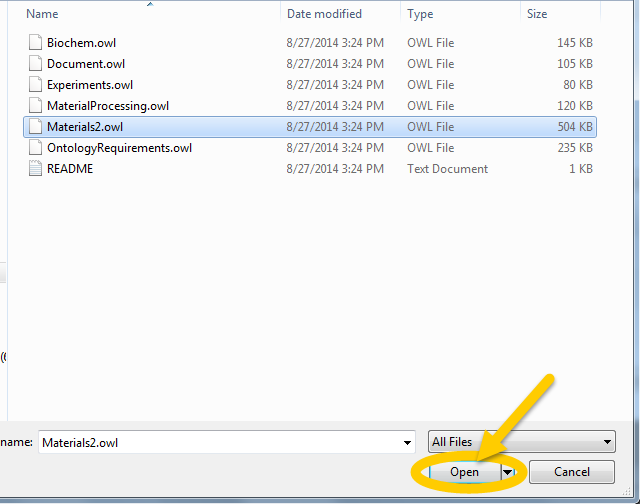 Name Date modified Type Size
Biochem.owl 8/27/2014 3:24 PM OWL File 145 KB
Document.owl 8/27/2014 3:24 PM OWL File 105 KB
Experiments.owl 8/27/2014 3:24 PM OWL File 80 KB
MaterialProcessing.owl 8/27/2014 3:24 PM OWL File 120 KB
Materials2.owl 8/27/2014 3:24 PM OWL File 504 KB
OntologyRequirements.owl 8/27/2014 3:24 PM OWL File 235 KB
README 8/27/2014 3:24 PM Text Document 1 KB
name: Materials2.owl All Files
Open Cancel